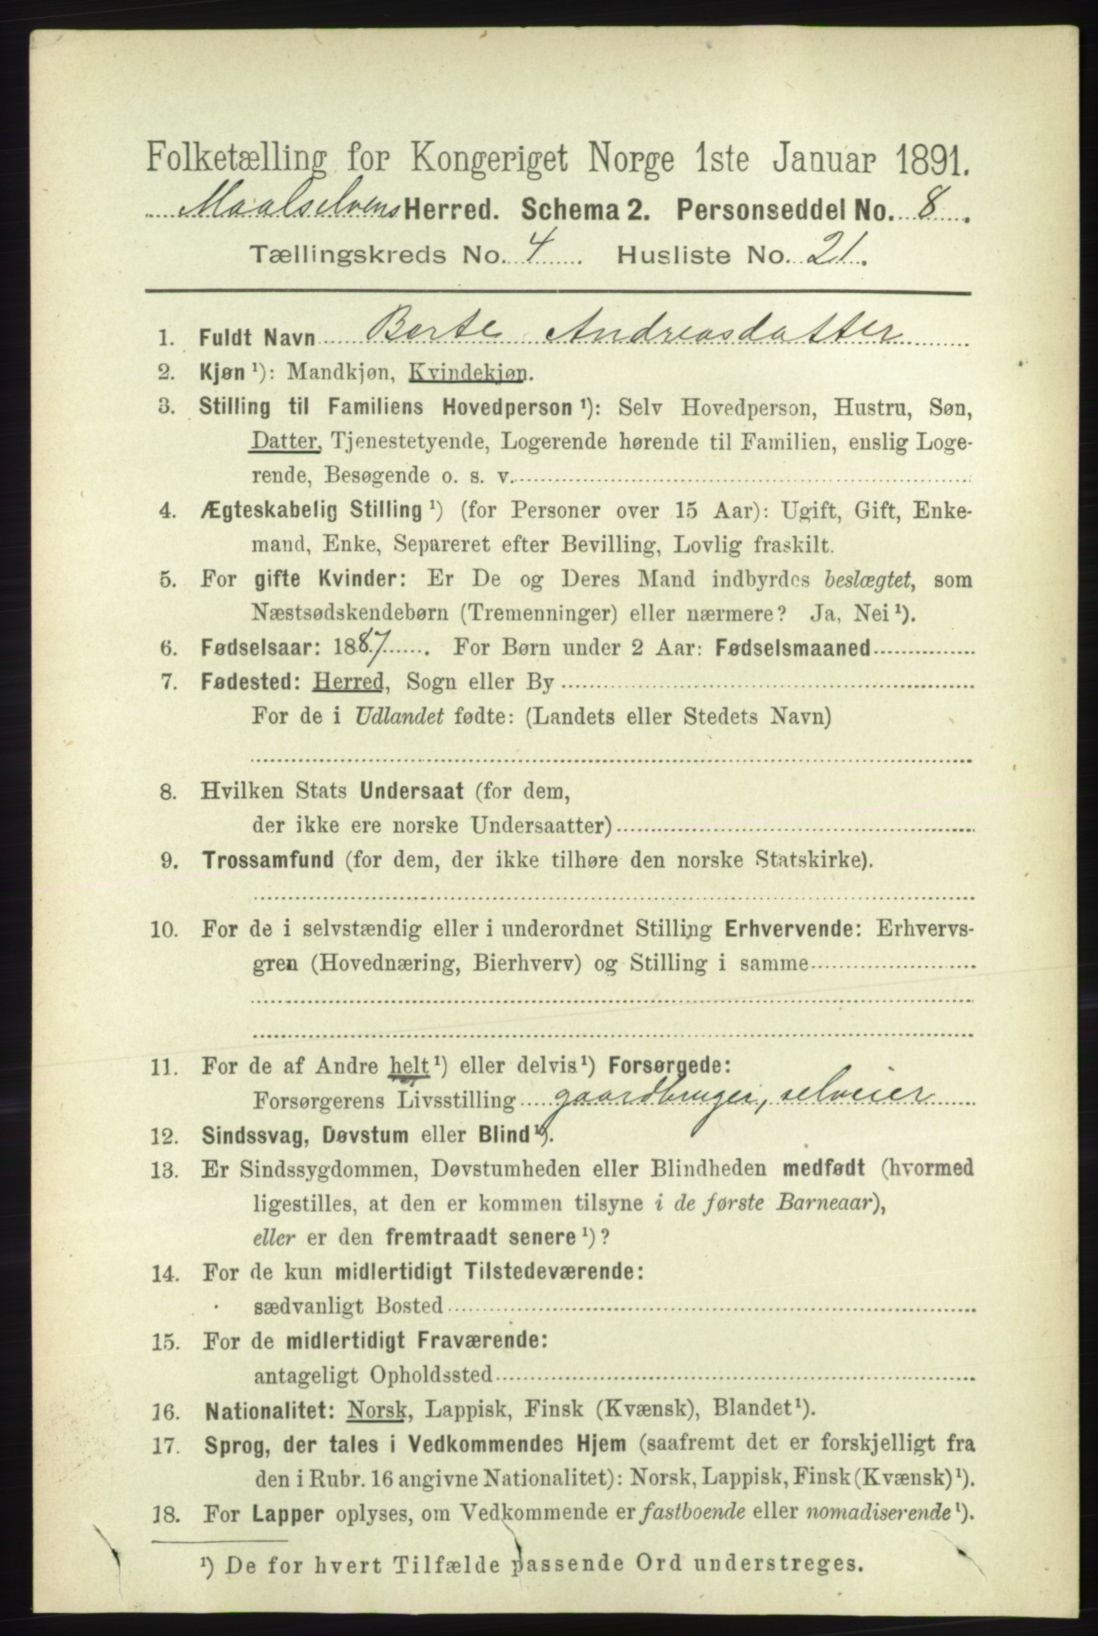 Folketælling for Kongeriget Norge 1ste Januar 1891.
Maalselvens Herred. Schema 2. Personseddel No. 8.
Tællingskreds No. 4. Husliste No. 21.
1. Fuldt Navn Berte Andreasdatter
2. Kjøn ¹): Mandkjøn, Kvindekjøn.
3. Stilling til Familiens Hovedperson ¹): Selv Hovedperson, Hustru, Søn,
Datter, Tjenestetyende, Logerende hørende til Familien, enslig Loge-
rende, Besøgende o. s. v.
4. Ægteskabelig Stilling ¹) (for Personer over 15 Aar): Ugift, Gift, Enke-
mand, Enke, Separeret efter Bevilling, Lovlig fraskilt.
5. For gifte Kvinder: Er De og Deres Mand indbyrdes beslægtet, som
Næstsødskendebørn (Tremenninger) eller nærmere? Ja, Nei ¹).
6. Fødselsaar: 1887. For Børn under 2 Aar: Fødselsmaaned
7. Fødested: Herred, Sogn eller By
For de i Udlandet fødte: (Landets eller Stedets Navn)
8. Hvilken Stats Undersaat (for dem,
der ikke ere norske Undersaatter)
9. Trossamfund (for dem, der ikke tilhøre den norske Statskirke).
10. For de i selvstændig eller i underordnet Stilling Erhvervende: Erhvervs-
gren (Hovednæring, Bierhverv) og Stilling i samme
11. For de af Andre helt ¹) eller delvis ¹) Forsørgede:
Forsørgerens Livsstilling gaardbruger, selveier
12. Sindssvag, Døvstum eller Blind ¹).
13. Er Sindssygdommen, Døvstumheden eller Blindheden medfødt (hvormed
ligestilles, at den er kommen tilsyne i de første Barneaar),
eller er den fremtraadt senere ¹)?
14. For de kun midlertidigt Tilstedeværende:
sædvanligt Bosted
15. For de midlertidigt Fraværende:
antageligt Opholdssted
16. Nationalitet: Norsk, Lappisk, Finsk (Kvænsk), Blandet ¹).
17. Sprog, der tales i Vedkommendes Hjem (saafremt det er forskjelligt fra
den i Rubr. 16 angivne Nationalitet): Norsk, Lappisk, Finsk (Kvænsk) ¹).
18. For Lapper oplyses, om Vedkommende er fastboende eller nomadiserende ¹).
¹) De for hvert Tilfælde passende Ord understreges.